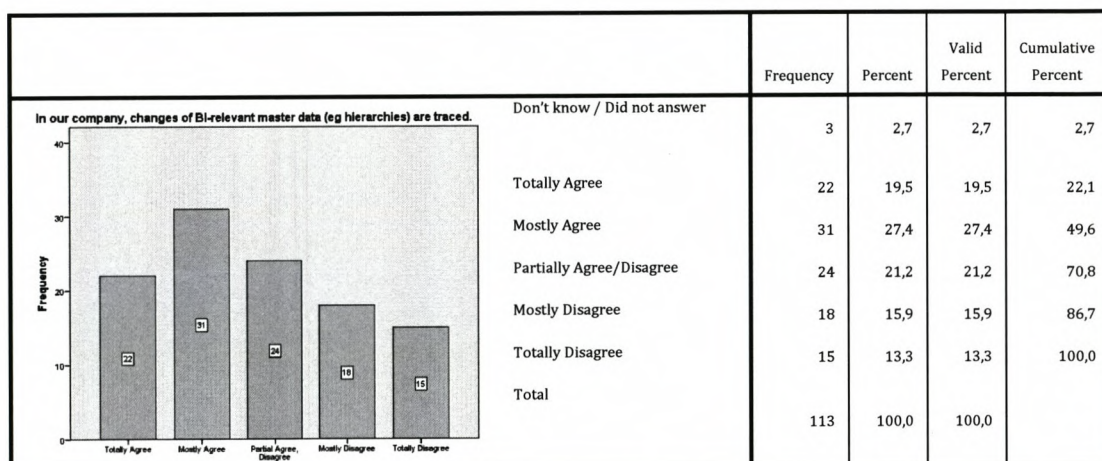 Frequency Percent Valid Percent Cumulative Percent
In our company, changes of BI-relevant master data (eg hierarchies) are traced.
40
30
20
10
0
Frequency
22
31
24
18
15
Totally Agree
Mostly Agree
Partial Agree, Disagree
Mostly Disagree
Totally Disagree
Don't know / Did not answer 3 2,7 2,7 2,7
Totally Agree 22 19,5 19,5 22,1
Mostly Agree 31 27,4 27,4 49,6
Partially Agree/Disagree 24 21,2 21,2 70,8
Mostly Disagree 18 15,9 15,9 86,7
Totally Disagree 15 13,3 13,3 100,0
Total 113 100,0 100,0